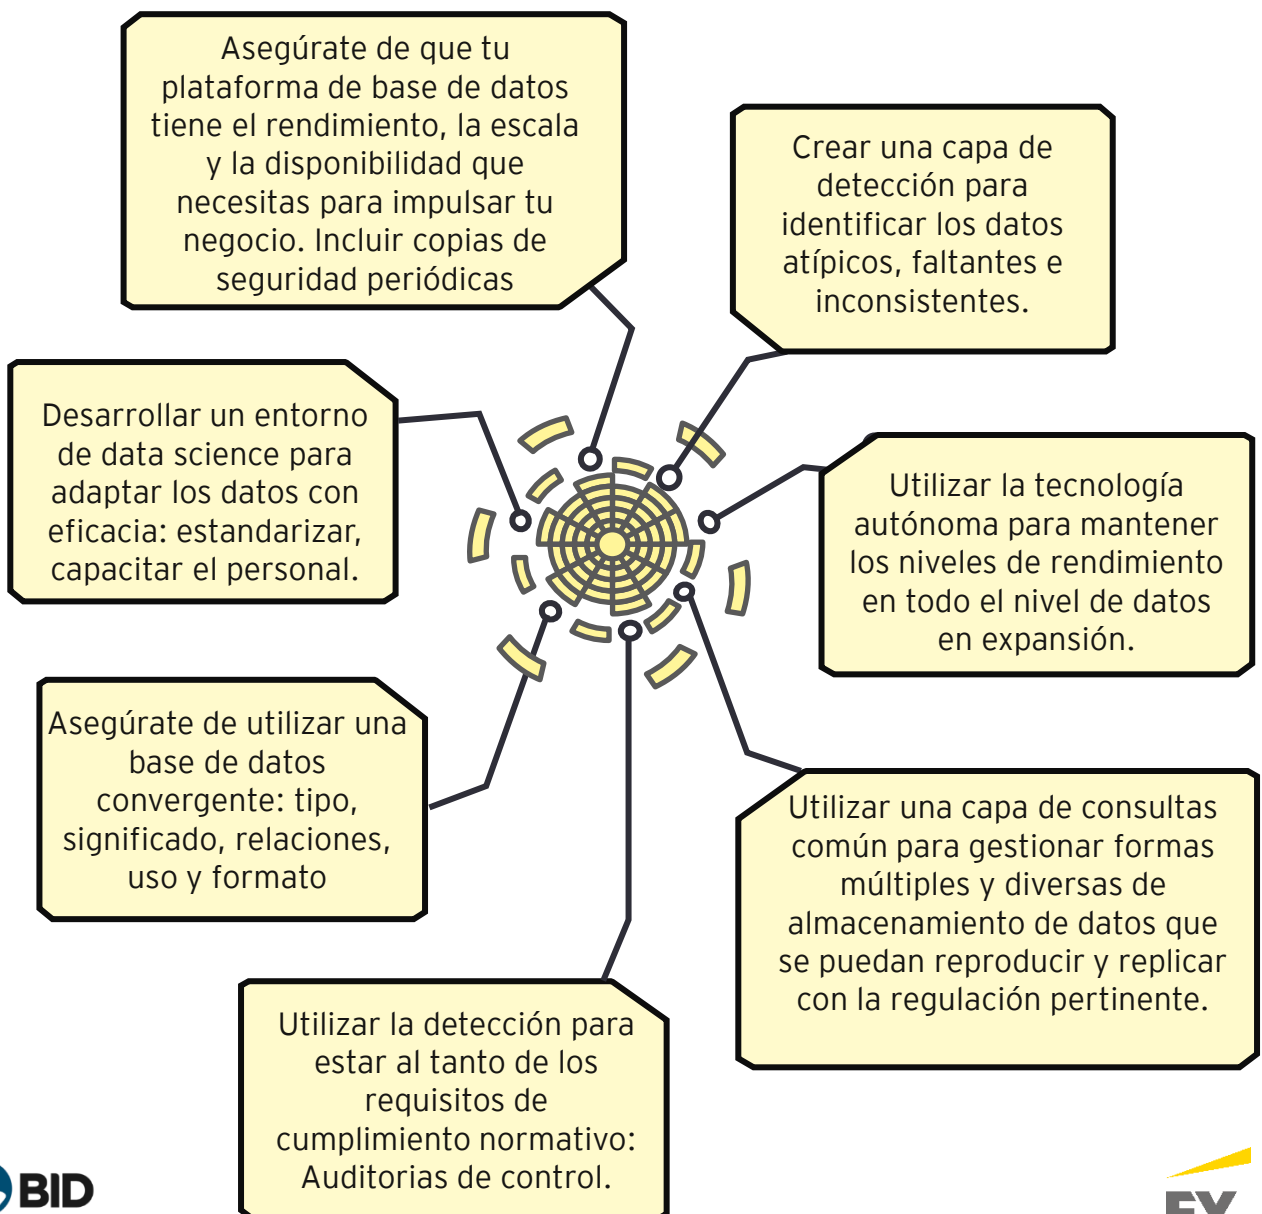 Asegúrate de que tu
plataforma de base de datos
tiene el rendimiento, la escala
y la disponibilidad que
necesitas para impulsar tu
negocio. Incluir copias de
seguridad periódicas
Crear una capa de
detección para
identificar los datos
atípicos, faltantes e
inconsistentes.
Desarrollar un entorno
de data science para
adaptar los datos con
eficacia: estandarizar,
capacitar el personal.
Utilizar la tecnología
autónoma para mantener
los niveles de rendimiento
en todo el nivel de datos
en expansión.
Asegúrate de utilizar una
base de datos
convergente: tipo,
significado, relaciones,
uso y formato
Utilizar una capa de consultas
común para gestionar formas
múltiples y diversas de
almacenamiento de datos que
se puedan reproducir y replicar
con la regulación pertinente.
Utilizar la detección para
estar al tanto de los
requisitos de
cumplimiento normativo:
Auditorias de control.
BID
EY